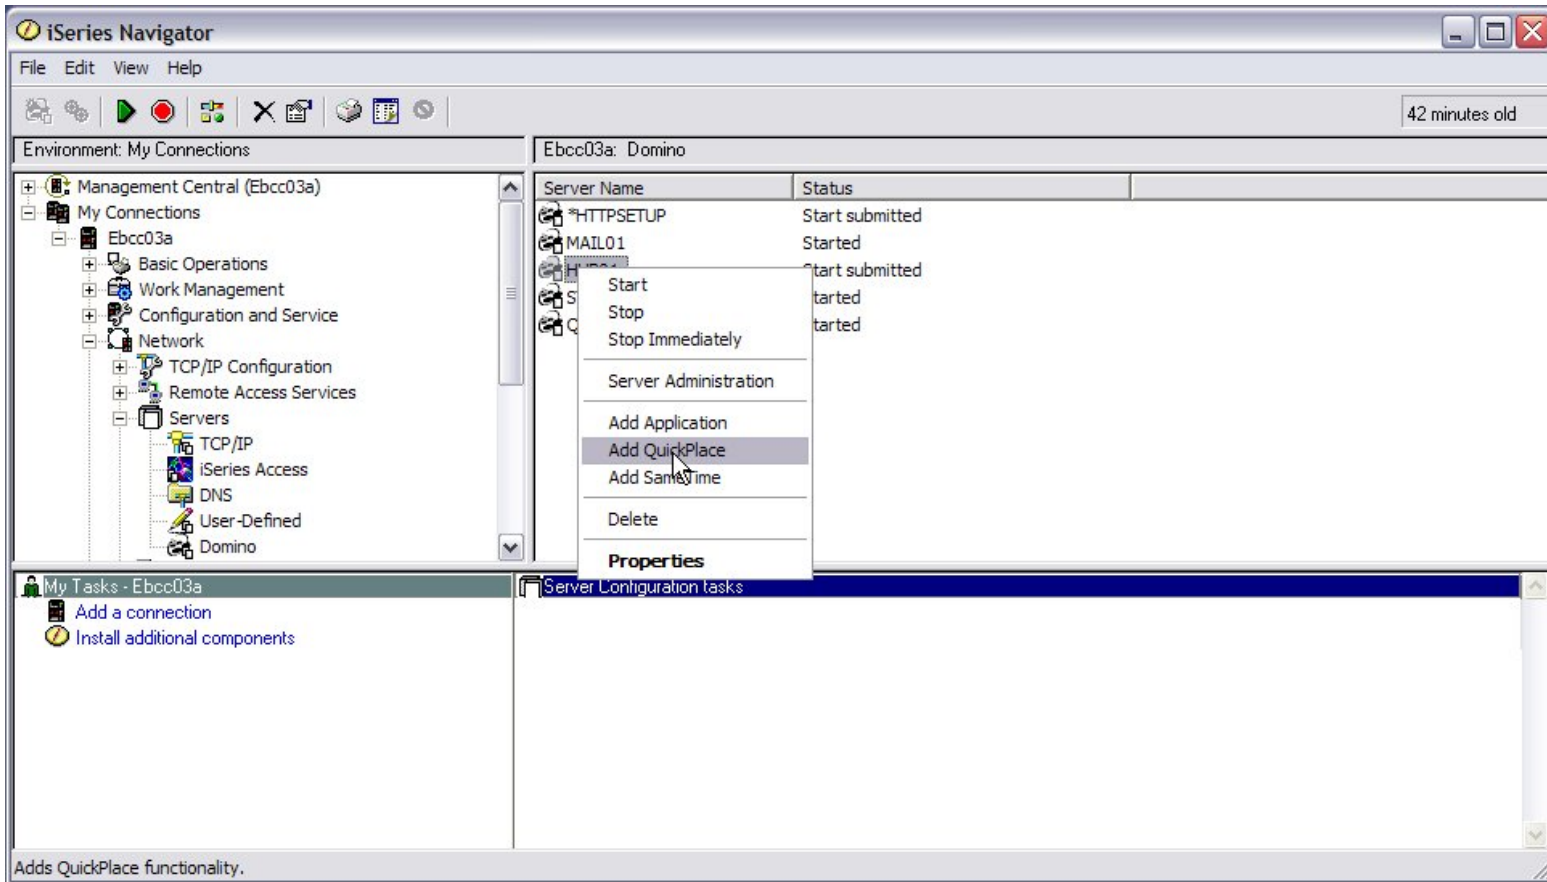 iSeries Navigator
File Edit View Help
42 minutes old
Environment: My Connections
Ebcc03a: Domino
Management Central (Ebcc03a)
My Connections
Ebcc03a
Basic Operations
Work Management
Configuration and Service
Network
TCP/IP Configuration
Remote Access Services
Servers
TCP/IP
iSeries Access
DNS
User-Defined
Domino
Server Name Status
*HTTPSETUP Start submitted
MAIL01 Started
Start submitted
tarted
tarted
Start
Stop
Stop Immediately
Server Administration
Add Application
Add QuickPlace
Add SameTime
Delete
Properties
My Tasks - Ebcc03a
Add a connection
Install additional components
Server Configuration tasks
Adds QuickPlace functionality.